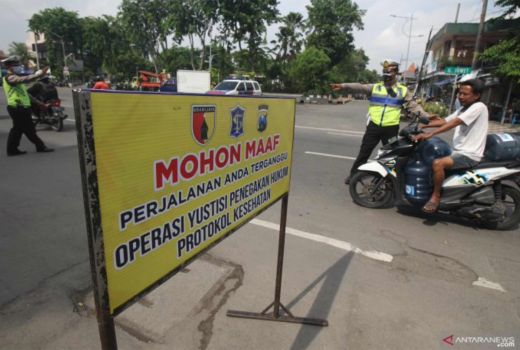 MOHON MAAF
PERJALANAN ANDA TERGANGGU
OPERASI YUSTISI PENEGAKAN HUKUM
PROTOKOL KESEHATAN
ANTARANEWS
.com